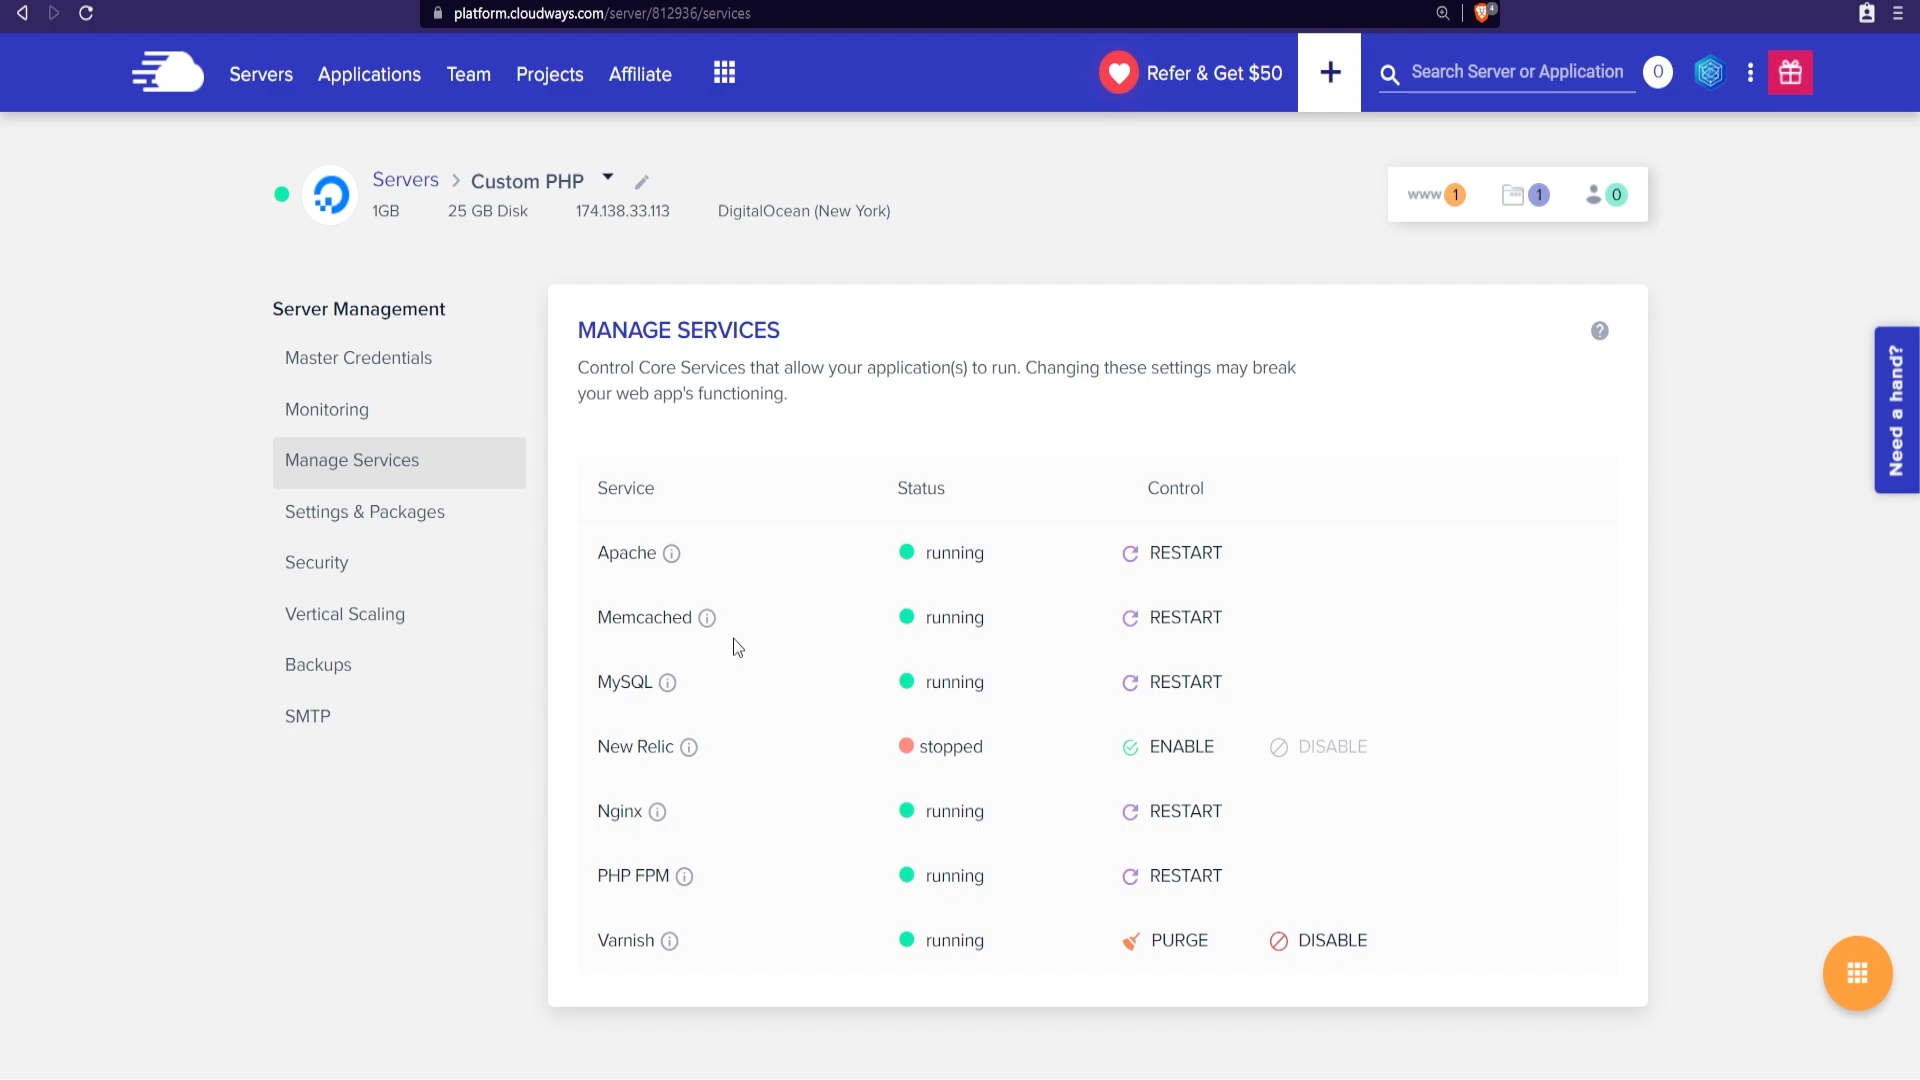 platform.cloudways.com/server/812936/services
4
Servers Applications Team Projects Affiliate
Refer & Get $50
+
Search Server or Application
0
Servers > Custom PHP
1GB 25 GB Disk 174.138.33.113 DigitalOcean (New York)
www 1 1 0
Server Management
Master Credentials
Monitoring
Manage Services
Settings & Packages
Security
Vertical Scaling
Backups
SMTP
MANAGE SERVICES
?
Control Core Services that allow your application(s) to run. Changing these settings may break
your web app's functioning.
Service Status Control
Apache running RESTART
Memcached running RESTART
MySQL running RESTART
New Relic stopped ENABLE DISABLE
Nginx running RESTART
PHP FPM running RESTART
Varnish running PURGE DISABLE
Need a hand?